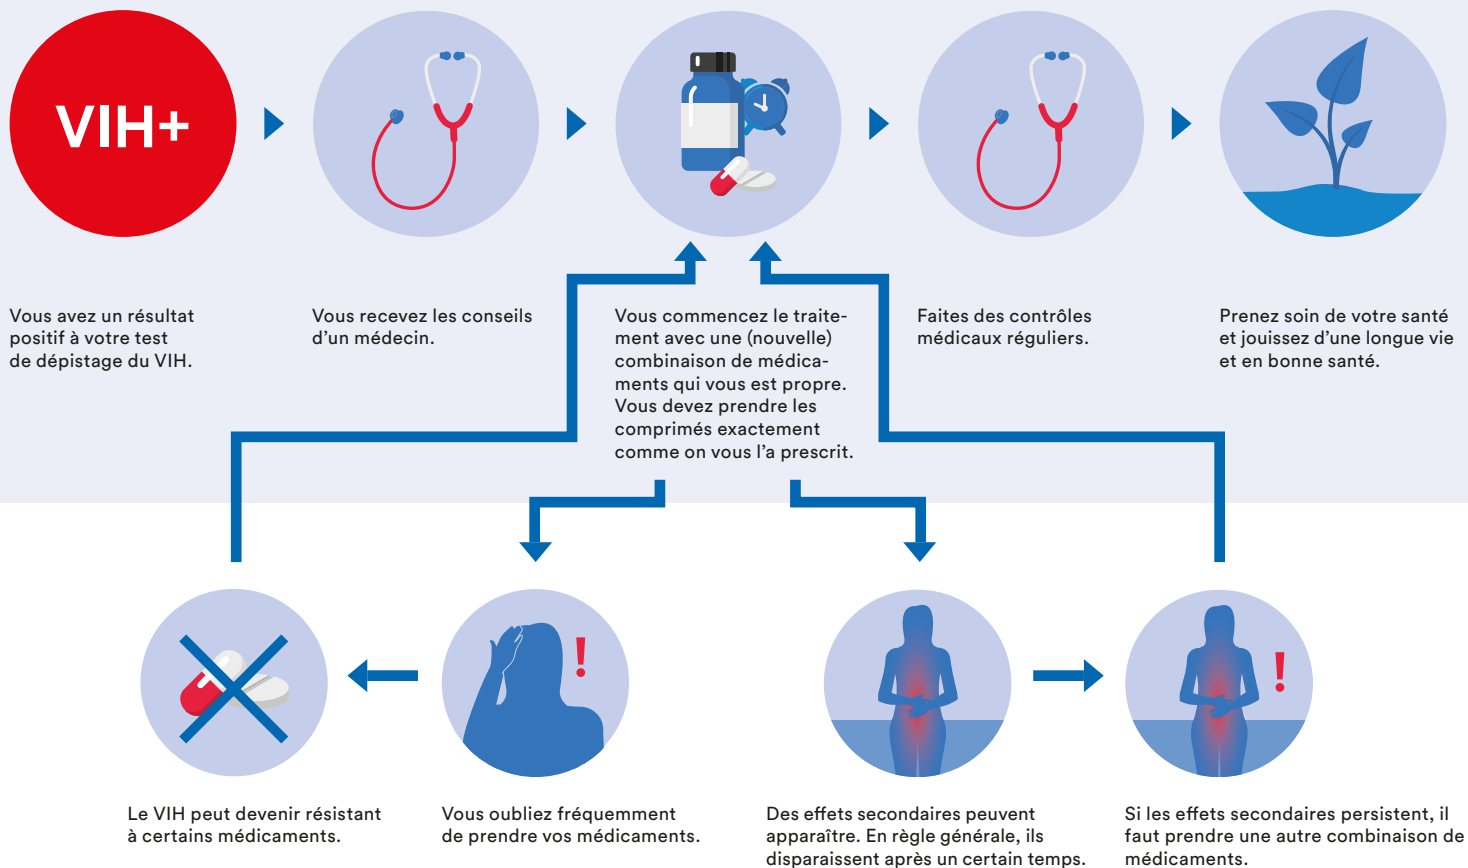 VIH+
Vous avez un résultat
positif à votre test
de dépistage du VIH.
Vous recevez les conseils
d’un médecin.
Vous commencez le traite-
ment avec une (nouvelle)
combinaison de médica-
ments qui vous est propre.
Vous devez prendre les
comprimés exactement
comme on vous l’a prescrit.
Faites des contrôles
médicaux réguliers.
Prenez soin de votre santé
et jouissez d’une longue vie
et en bonne santé.
!
!
Le VIH peut devenir résistant
à certains médicaments.
Vous oubliez fréquemment
de prendre vos médicaments.
Des effets secondaires peuvent
apparaître. En règle générale, ils
disparaissent après un certain temps.
Si les effets secondaires persistent, il
faut prendre une autre combinaison de
médicaments.